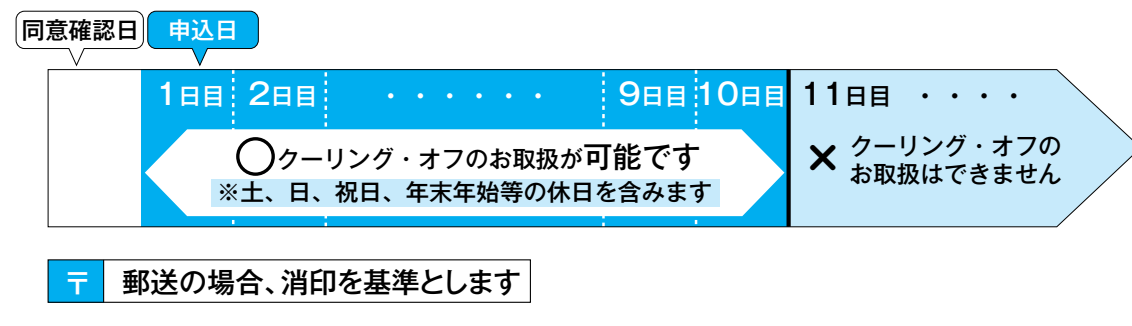 同意確認日 申込日
1日目 2日目 ・・・・・・ 9日目 10日目 11日目 ・・・・
◯クーリング・オフのお取扱が可能です
※土、日、祝日、年末年始等の休日を含みます
× クーリング・オフの
お取扱はできません
〒 郵送の場合、消印を基準とします